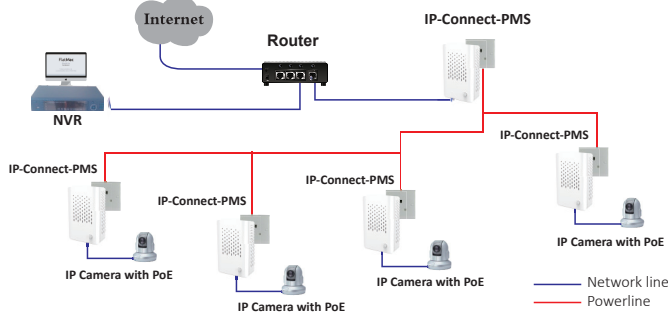 Internet
IP-Connect-PMS
Router
NVR
IP-Connect-PMS
IP-Connect-PMS
IP-Connect-PMS
IP-Connect-PMS
IP Camera with PoE
IP Camera with PoE
IP Camera with PoE
IP Camera with PoE
Network line
Powerline